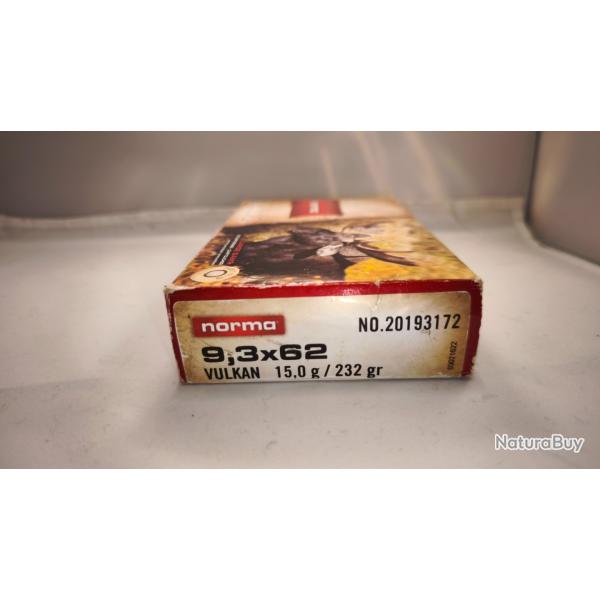 norma
NO.20193172
9,3x62
VULKAN 15,0 g / 232 gr
NaturaBuy